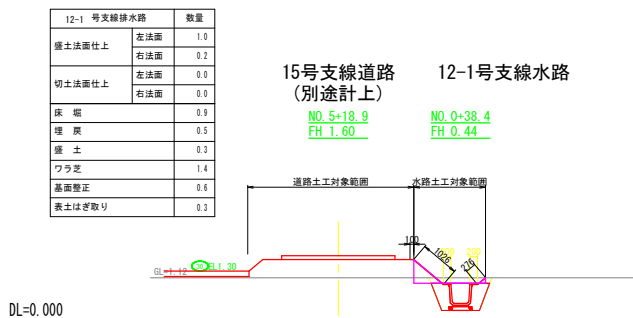 12-1 号支線排水路 数量
盛土法面仕上 左法面 1.0
右法面 0.2
切土法面仕上 左法面 0.0
右法面 0.0
床 堀 0.9
埋 戻 0.5
盛 土 0.3
ワラ芝 1.4
基面整正 0.6
表土はぎ取り 0.3
15号支線道路
(別途計上)
12-1号支線水路
NO.5+18.9
FH 1.60
NO.0+38.4
FH 0.44
道路土工対象範囲
水路土工対象範囲
100
1026
276
EL1.30
GL=1.12
DL=0.000